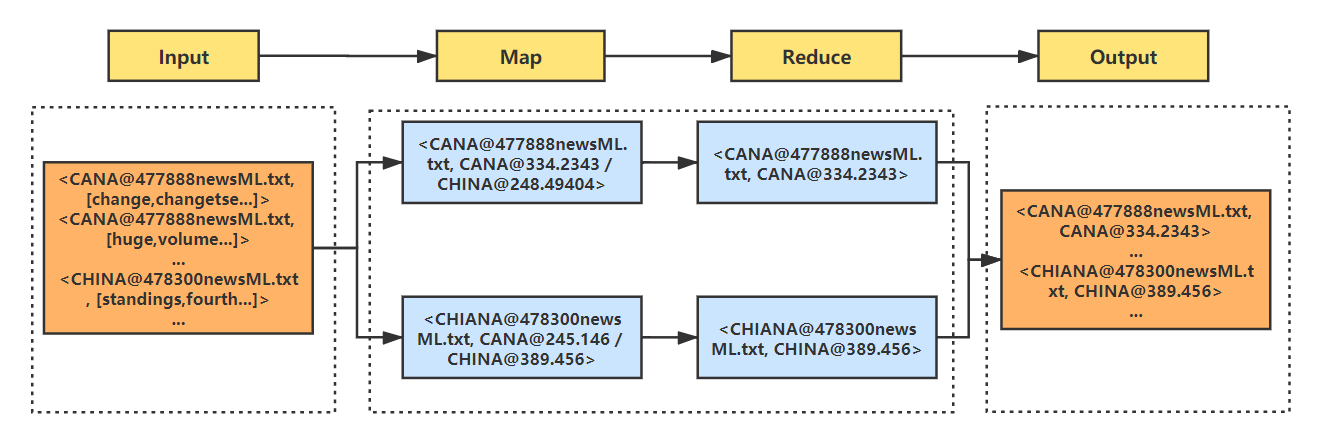 Input
Map
Reduce
Output
<CANA@477888newsML.txt,
[change,changetse...]>
<CANA@477888newsML.txt,
[huge,volume...]>
...
<CHINA@478300newsML.txt
, [standings,fourth...]>
...
<CANA@477888newsML.
txt, CANA@334.2343 /
CHINA@248.49404>
<CANA@477888newsML.
txt, CANA@334.2343>
<CHIANA@478300news
ML.txt, CANA@245.146 /
CHINA@389.456>
<CHIANA@478300news
ML.txt, CHINA@389.456>
<CANA@477888newsML.txt,
CANA@334.2343>
...
<CHIANA@478300newsML.t
xt, CHINA@389.456>
...